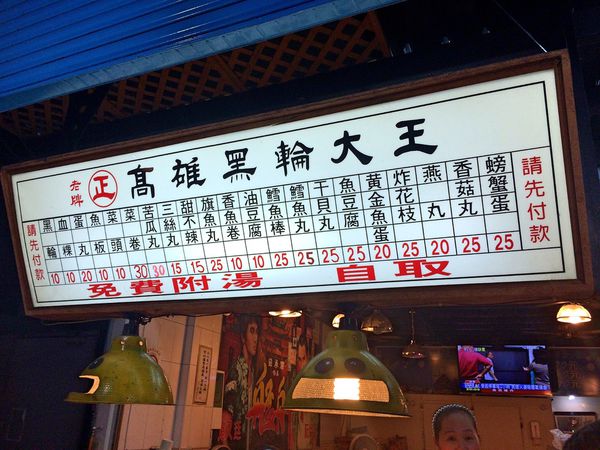 老牌 正 高雄黑輪大王
請先付款
黑輪 10
血粿 10
蛋丸 20
魚板 10
菜頭 10
菜卷 30
苦瓜丸 30
三絲丸 15
甜不辣 15
旗魚丸 25
香魚卷 10
油豆腐 10
鱈魚棒 25
鱈魚丸 25
干貝丸 25
魚豆腐 25
黃金魚蛋 20
炸花枝 25
燕丸 20
香菇丸 25
螃蟹蛋 25
請先付款
免費附湯 自取